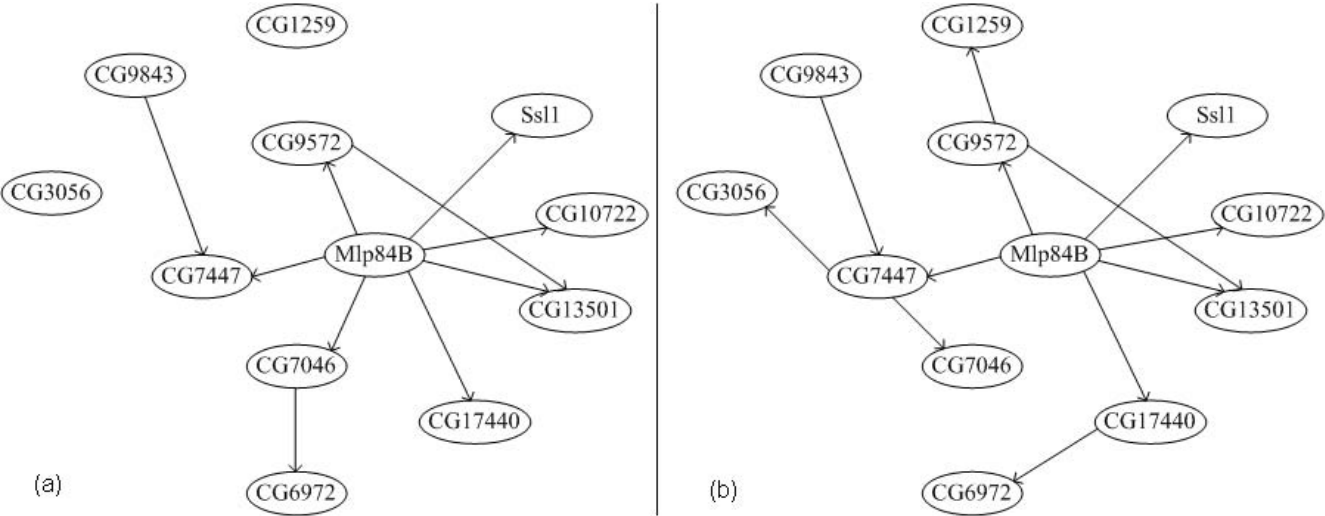 CG1259
CG9843
Ssl1
CG9572
CG3056
CG10722
Mlp84B
CG7447
CG13501
CG7046
CG17440
CG6972
(a)
CG1259
CG9843
Ssl1
CG9572
CG3056
CG10722
Mlp84B
CG7447
CG13501
CG7046
CG17440
CG6972
(b)